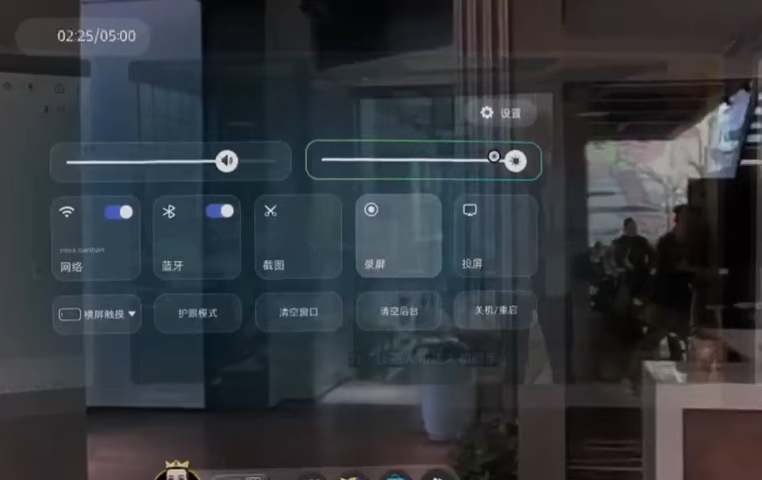 02:25/05:00
设置
网络
蓝牙
截图
录屏
投屏
横屏触摸
护眼模式
清空窗口
清空后台
关机/重启